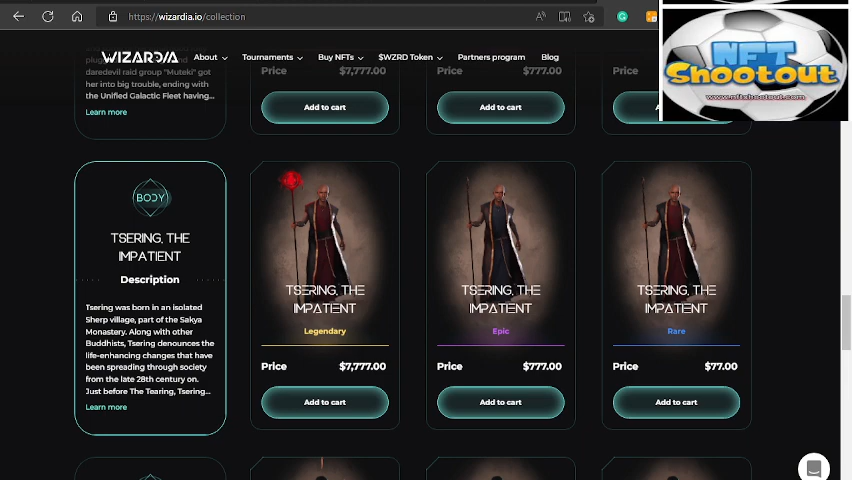 https://wizardia.io/collection
WIZARDIA
About
Tournaments
Buy NFTs
$WZRD Token
Partners program
Blog
NFT
Shootout
www.nftshootout.com
daredevil raid group "Muteki" got
her into big trouble, ending with
the Unified Galactic Fleet having...
Learn more
Price $7,777.00
Add to cart
Price $777.00
Add to cart
BODY
TSERING, THE
IMPATIENT
Description
Tsering was born in an isolated
Sherp village, part of the Sakya
Monastery. Along with other
Buddhists, Tsering denounces the
life-enhancing changes that have
been spreading through society
from the late 28th century on.
Just before The Tearing, Tsering...
Learn more
TSERING, THE
IMPATIENT
Legendary
Price $7,777.00
Add to cart
TSERING, THE
IMPATIENT
Epic
Price $777.00
Add to cart
TSERING, THE
IMPATIENT
Rare
Price $77.00
Add to cart